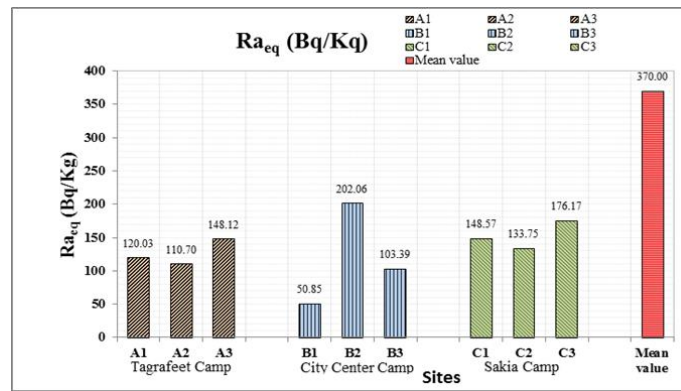 Ra_eq (Bq/Kq)
A1 A2 A3
B1 B2 B3
C1 C2 C3
Mean value
Ra_eq (Bq/Kg)
400
350
300
250
200
150
100
50
0
120.03 110.70 148.12 50.85 202.06 103.39 148.57 133.75 176.17 370.00
A1 A2 A3 B1 B2 B3 C1 C2 C3 Mean
Tagrafeet Camp City Center Camp Sakia Camp value
Sites